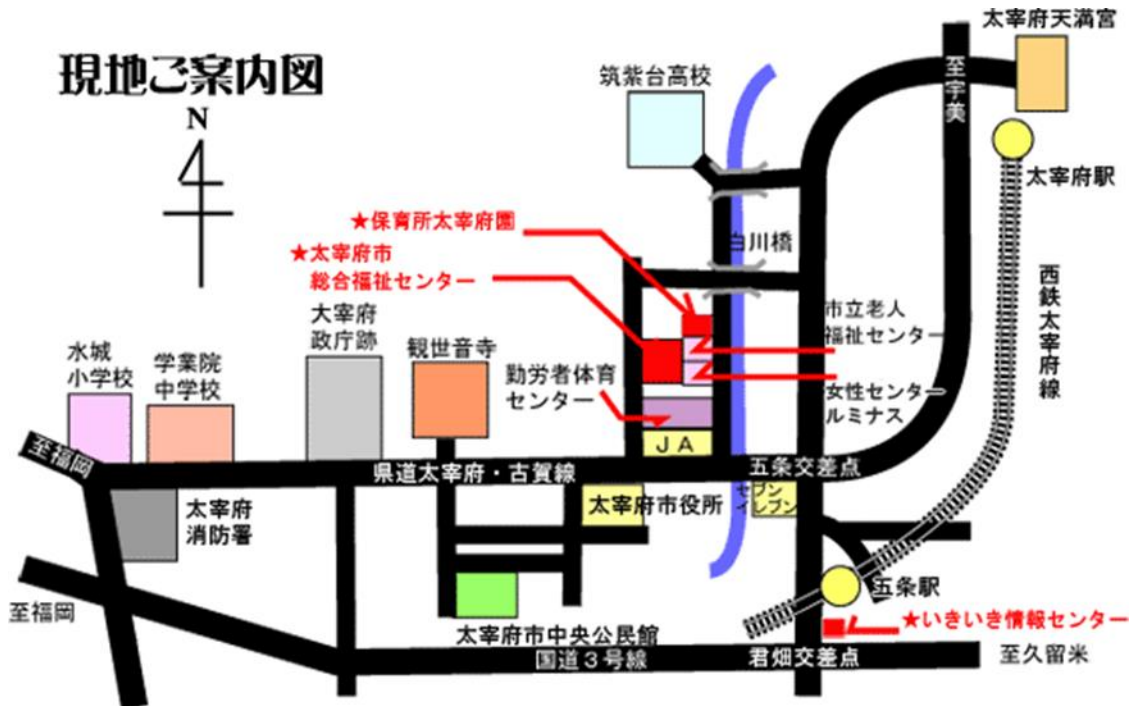 現地ご案内図
N
太宰府天満宮
至宇美
筑紫台高校
太宰府駅
★保育所太宰府園
白川橋
★太宰府市
総合福祉センター
西鉄太宰府線
大宰府
政庁跡
市立老人
福祉センター
水城
小学校
学業院
中学校
観世音寺
勤労者体育
センター
女性センター
ルミナス
JA
至福岡
県道太宰府・古賀線
五条交差点
太宰府
消防署
太宰府市役所
セブン
イレブン
五条駅
至福岡
★いきいき情報センター
太宰府市中央公民館
国道3号線
君畑交差点
至久留米